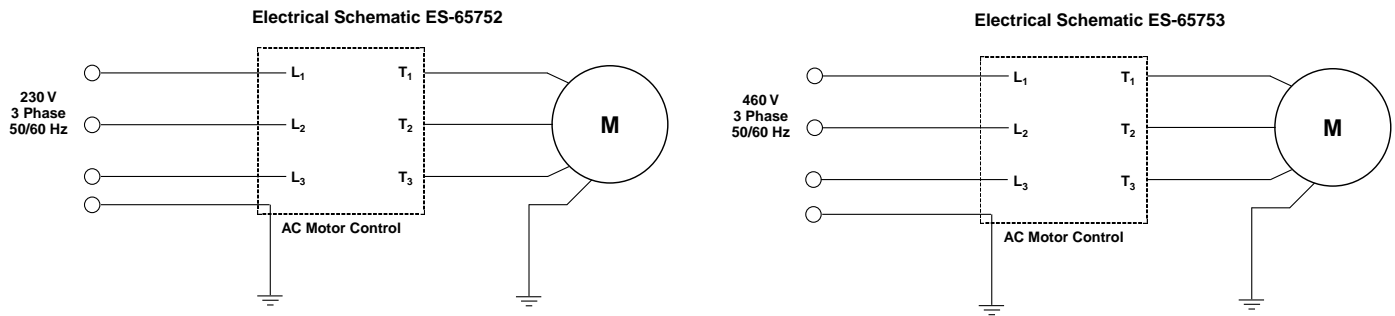 Electrical Schematic ES-65752
230 V
3 Phase
50/60 Hz
L₁
T₁
L₂
T₂
L₃
T₃
M
AC Motor Control
Electrical Schematic ES-65753
460 V
3 Phase
50/60 Hz
L₁
T₁
L₂
T₂
L₃
T₃
M
AC Motor Control